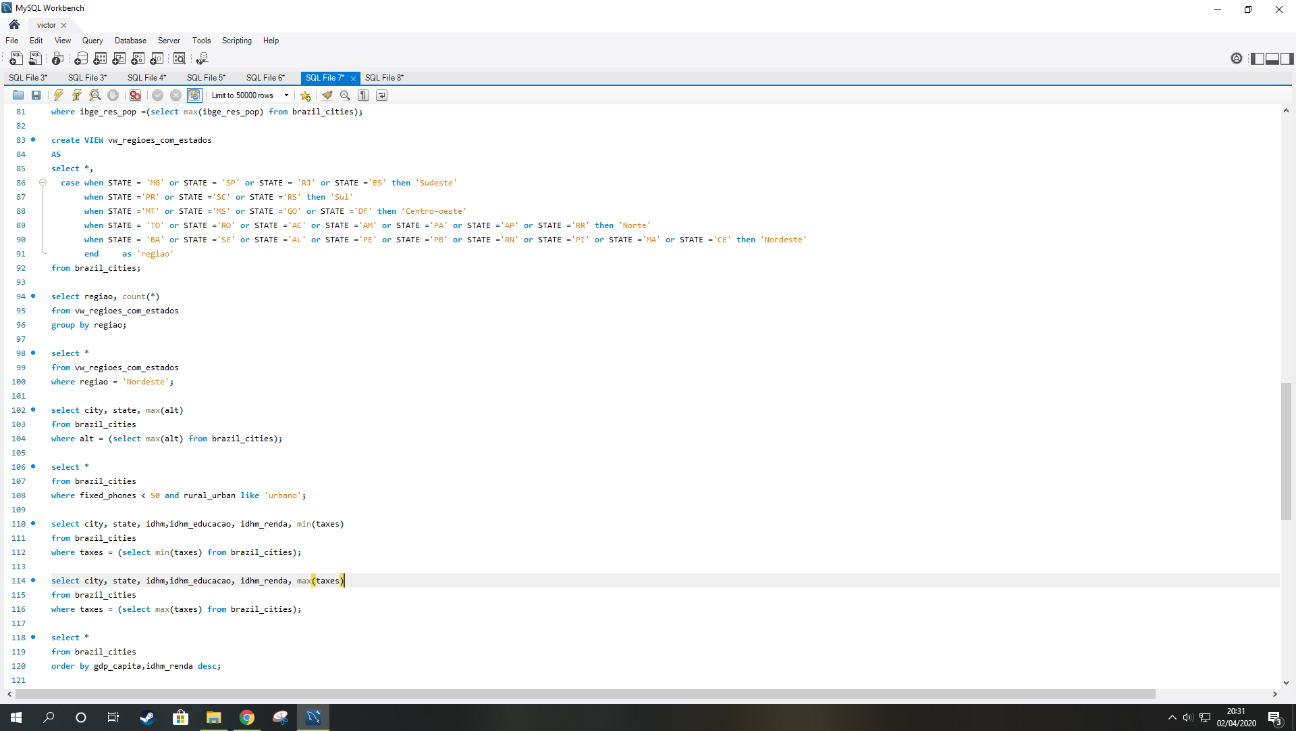 MySQL Workbench
victor ×
File Edit View Query Database Server Tools Scripting Help
SQL File 3* SQL File 3* SQL File 4* SQL File 5* SQL File 6* SQL File 7* × SQL File 8*
Limit to 50000 rows
81 where ibge_res_pop =(select max(ibge_res_pop) from brazil_cities);
82
83 create VIEW vw_regioes_com_estados
84 AS
85 select *,
86 case when STATE = 'MG' or STATE = 'SP' or STATE = 'RJ' or STATE ='ES' then 'Sudeste'
87 when STATE ='PR' or STATE ='SC' or STATE ='RS' then 'Sul'
88 when STATE ='MT' or STATE ='MS' or STATE ='GO' or STATE ='DF' then 'Centro-oeste'
89 when STATE = 'TO' or STATE ='RO' or STATE ='AC' or STATE ='AM' or STATE ='PA' or STATE ='AP' or STATE ='RR' then 'Norte'
90 when STATE = 'BA' or STATE ='SE' or STATE ='AL' or STATE ='PE' or STATE ='PB' or STATE ='RN' or STATE ='PI' or STATE ='MA' or STATE ='CE' then 'Nordeste'
91 end as 'regiao'
92 from brazil_cities;
93
94 select regiao, count(*)
95 from vw_regioes_com_estados
96 group by regiao;
97
98 select *
99 from vw_regioes_com_estados
100 where regiao = 'Nordeste';
101
102 select city, state, max(alt)
103 from brazil_cities
104 where alt = (select max(alt) from brazil_cities);
105
106 select *
107 from brazil_cities
108 where fixed_phones < 50 and rural_urban like 'urbano';
109
110 select city, state, idhm,idhm_educacao, idhm_renda, min(taxes)
111 from brazil_cities
112 where taxes = (select min(taxes) from brazil_cities);
113
114 select city, state, idhm,idhm_educacao, idhm_renda, max(taxes)
115 from brazil_cities
116 where taxes = (select max(taxes) from brazil_cities);
117
118 select *
119 from brazil_cities
120 order by gdp_capita,idhm_renda desc;
121
20:31
02/04/2020
3